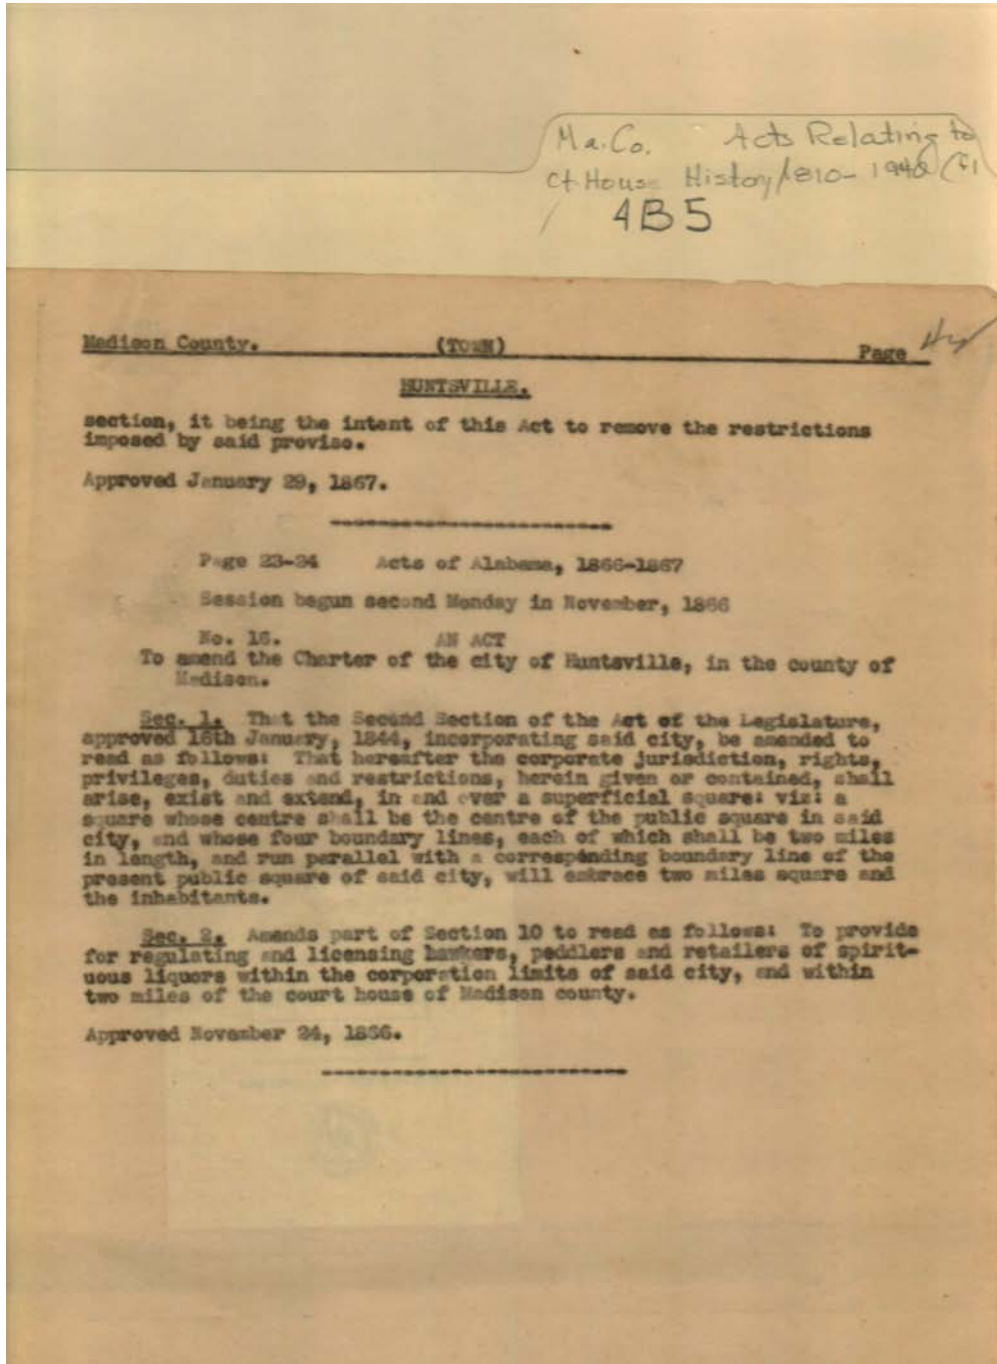 Ma.Co. Acts Relating to
Ct House History 1810-1940 (F1
4B5
Madison County. (TOWN) Page
HUNTSVILLE.
section, it being the intent of this Act to remove the restrictions
imposed by said proviso.
Approved January 29, 1867.
Page 23-24 Acts of Alabama, 1866-1867
Session begun second Monday in November, 1866
No. 16. AN ACT
To amend the Charter of the city of Huntsville, in the county of
Madison.
Sec. 1. That the Second Section of the Act of the Legislature,
approved 16th January, 1844, incorporating said city, be amended to
read as follows: That hereafter the corporate jurisdiction, rights,
privileges, duties and restrictions, herein given or contained, shall
arise, exist and extend, in and over a superficial square: viz: a
square whose centre shall be the centre of the public square in said
city, and whose four boundary lines, each of which shall be two miles
in length, and run parallel with a corresponding boundary line of the
present public square of said city, will embrace two miles square and
the inhabitants.
Sec. 2. Amends part of Section 10 to read as follows: To provide
for regulating and licensing hawkers, peddlers and retailers of spirit-
uous liquors within the corporation limits of said city, and within
two miles of the court house of Madison county.
Approved November 24, 1866.